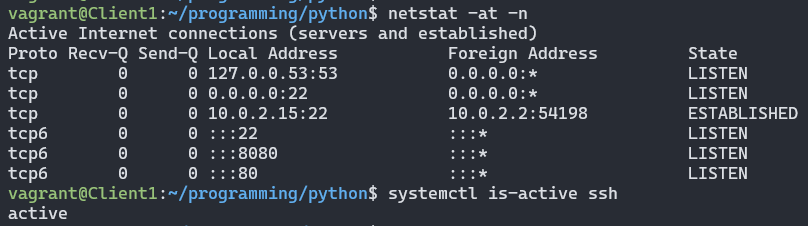 vagrant@Client1:~/programming/python$ netstat -at -n
Active Internet connections (servers and established)
Proto Recv-Q Send-Q Local Address           Foreign Address         State
tcp        0      0 127.0.0.53:53           0.0.0.0:*               LISTEN
tcp        0      0 0.0.0.0:22              0.0.0.0:*               LISTEN
tcp        0      0 10.0.2.15:22            10.0.2.2:54198          ESTABLISHED
tcp6       0      0 :::22                   :::*                    LISTEN
tcp6       0      0 :::8080                 :::*                    LISTEN
tcp6       0      0 :::80                   :::*                    LISTEN
vagrant@Client1:~/programming/python$ systemctl is-active ssh
active